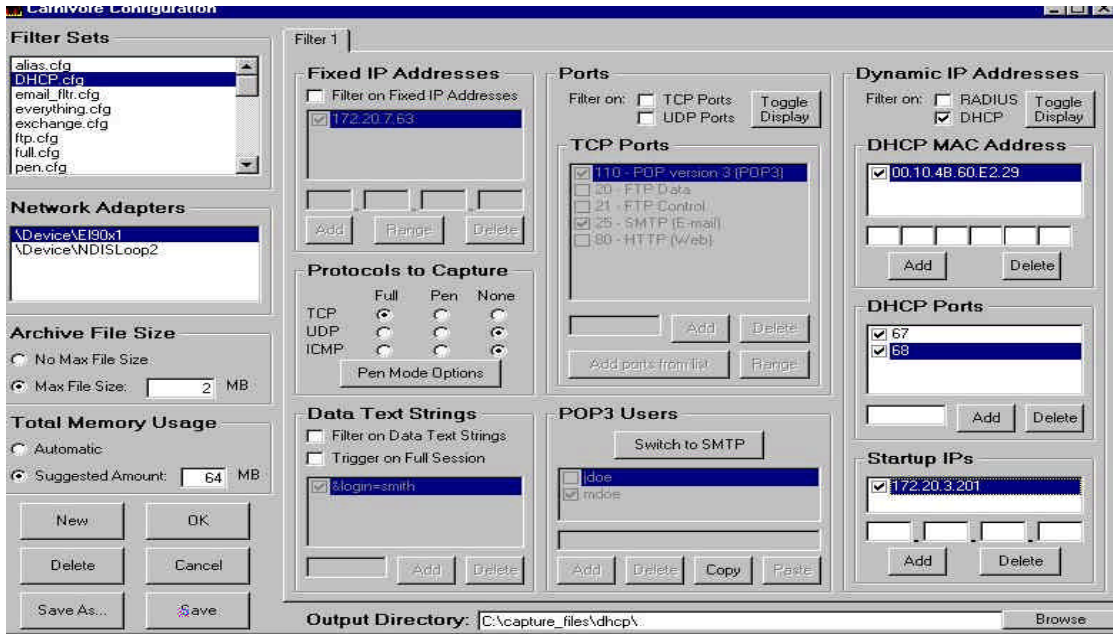 Carnivore Configuration
Filter Sets
alias.cfg
DHCP.cfg
email_fltr.cfg
everything.cfg
exchange.cfg
ftp.cfg
full.cfg
pen.cfg
Network Adapters
\Device\El90x1
\Device\NDISLoop2
Archive File Size
No Max File Size
Max File Size: 2 MB
Total Memory Usage
Automatic
Suggested Amount: 64 MB
New OK
Delete Cancel
Save As... Save
Filter 1
Fixed IP Addresses
Filter on Fixed IP Addresses
172.20.7.63
Add Range Delete
Protocols to Capture
Full Pen None
TCP
UDP
ICMP
Pen Mode Options
Data Text Strings
Filter on Data Text Strings
Trigger on Full Session
&login=smith
Add Delete
Ports
Filter on: TCP Ports
UDP Ports
Toggle
Display
TCP Ports
110 - POP version 3 (POP3)
20 - FTP Data
21 - FTP Control
25 - SMTP (E-mail)
80 - HTTP (Web)
Add Delete
Add ports from list Range
POP3 Users
Switch to SMTP
jdoe
mdoe
Add Delete Copy Paste
Dynamic IP Addresses
Filter on: RADIUS
DHCP
Toggle
Display
DHCP MAC Address
00.10.4B.60.E2.29
Add Delete
DHCP Ports
67
68
Add Delete
Startup IPs
172.20.3.201
Add Delete
Output Directory: C:\capture_files\dhcp\
Browse